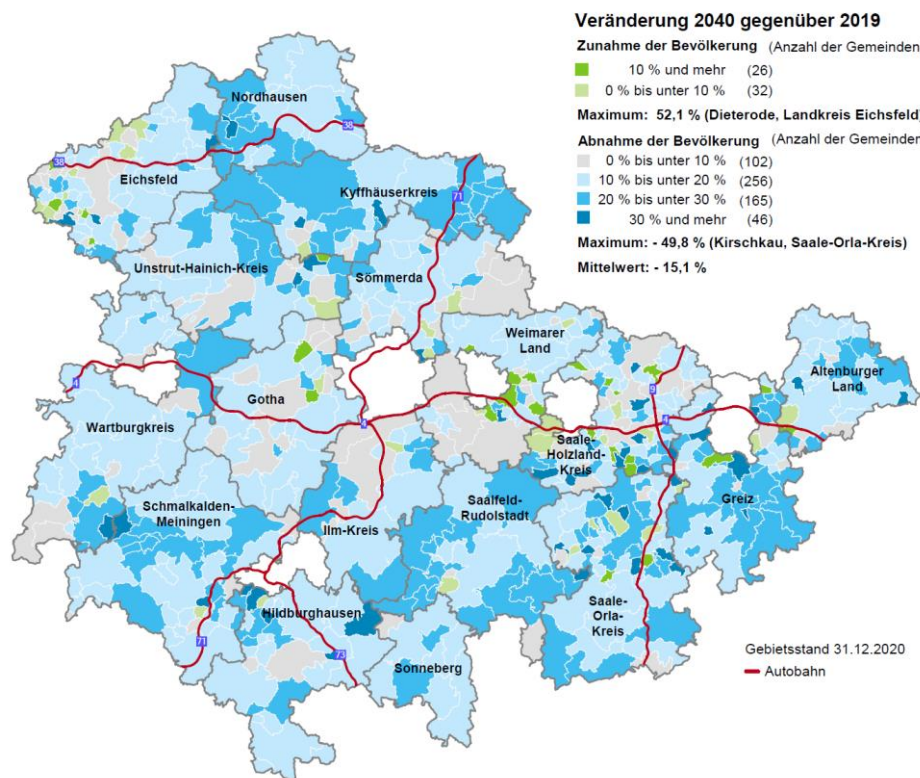 Veränderung 2040 gegenüber 2019
Zunahme der Bevölkerung (Anzahl der Gemeinden
10 % und mehr (26)
0 % bis unter 10 % (32)
Maximum: 52,1 % (Dieterode, Landkreis Eichsfeld
Abnahme der Bevölkerung (Anzahl der Gemeinden
0 % bis unter 10 % (102)
10 % bis unter 20 % (256)
20 % bis unter 30 % (165)
30 % und mehr (46)
Maximum: - 49,8 % (Kirschkau, Saale-Orla-Kreis)
Mittelwert: - 15,1 %
Nordhausen
38
38
Eichsfeld
Kyffhäuserkreis
71
Unstrut-Hainich-Kreis
Sömmerda
Weimarer
Land
4
Gotha
9
Altenburger
Land
4
4
Wartburgkreis
Saale-
Holzland-
Kreis
Schmalkalden-
Meiningen
Ilm-Kreis
Saalfeld-
Rudolstadt
Greiz
Hildburghausen
Saale-
Orla-
Kreis
71
73
Sonneberg
Gebietsstand 31.12.2020
Autobahn